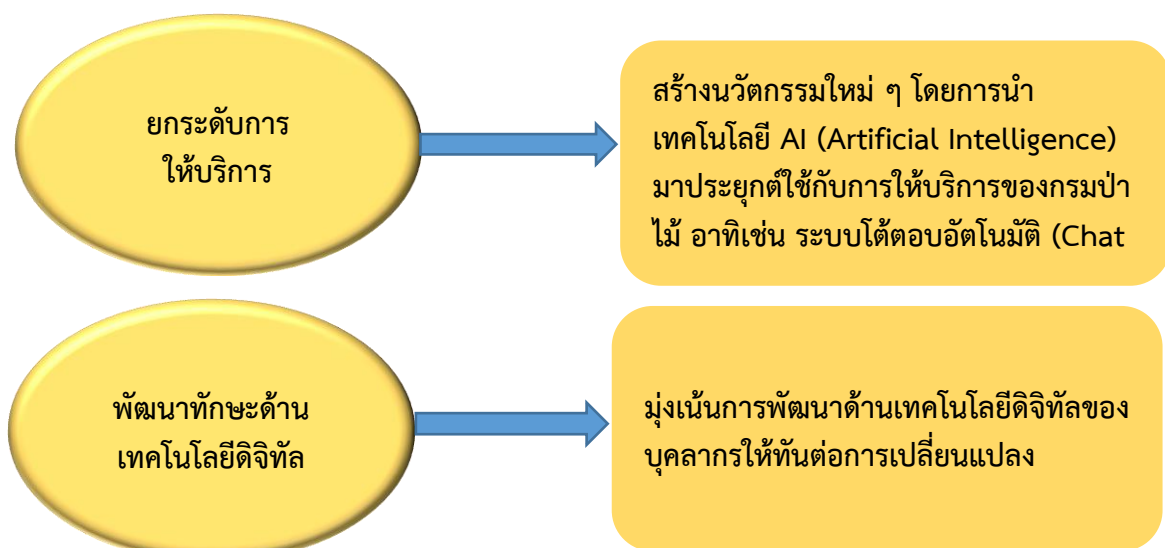 ยกระดับการ
ให้บริการ
สร้างนวัตกรรมใหม่ ๆ โดยการนำ
เทคโนโลยี AI (Artificial Intelligence)
มาประยุกต์ใช้กับการให้บริการของกรมป่า
ไม้ อาทิเช่น ระบบโต้ตอบอัตโนมัติ (Chat
พัฒนาทักษะด้าน
เทคโนโลยีดิจิทัล
มุ่งเน้นการพัฒนาด้านเทคโนโลยีดิจิทัลของ
บุคลากรให้ทันต่อการเปลี่ยนแปลง